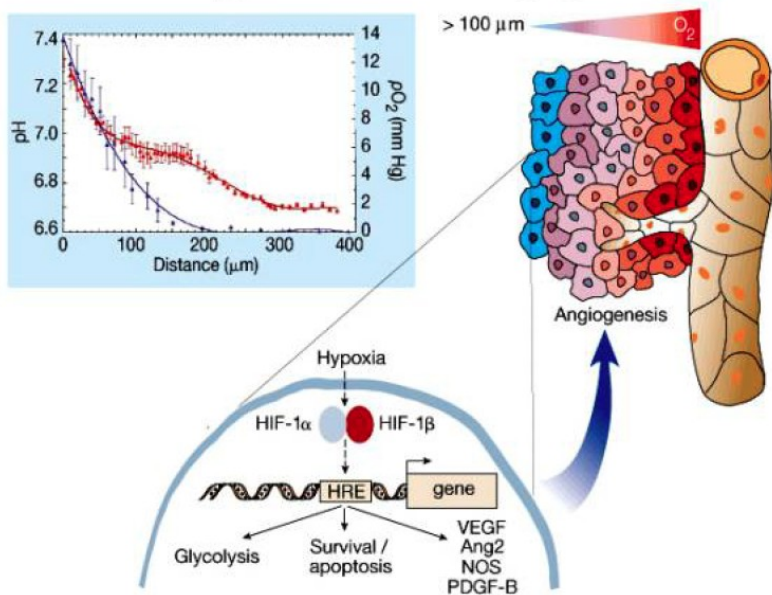 7.4
7.2
7.0
6.8
6.6
pH
14
12
10
8
6
4
2
0
pO2 (mm Hg)
0 100 200 300 400
Distance (μm)
> 100 μm
O2
Angiogenesis
Hypoxia
HIF-1α HIF-1β
HRE gene
Glycolysis
Survival /
apoptosis
VEGF
Ang2
NOS
PDGF-B